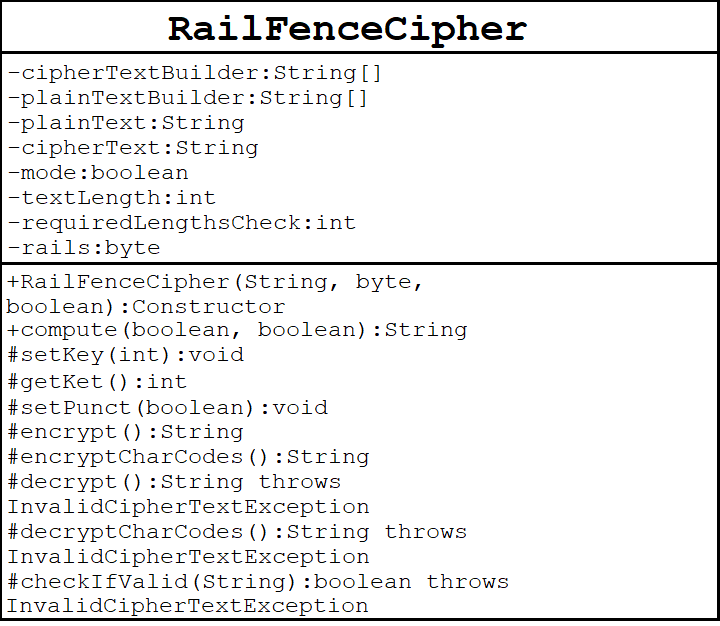 RailFenceCipher
-cipherTextBuilder:String[]
-plainTextBuilder:String[]
-plainText:String
-cipherText:String
-mode:boolean
-textLength:int
-requiredLengthsCheck:int
-rails:byte
+RailFenceCipher(String, byte,
boolean):Constructor
+compute(boolean, boolean):String
#setKey(int):void
#getKet():int
#setPunct(boolean):void
#encrypt():String
#encryptCharCodes():String
#decrypt():String throws
InvalidCipherTextException
#decryptCharCodes():String throws
InvalidCipherTextException
#checkIfValid(String):boolean throws
InvalidCipherTextException